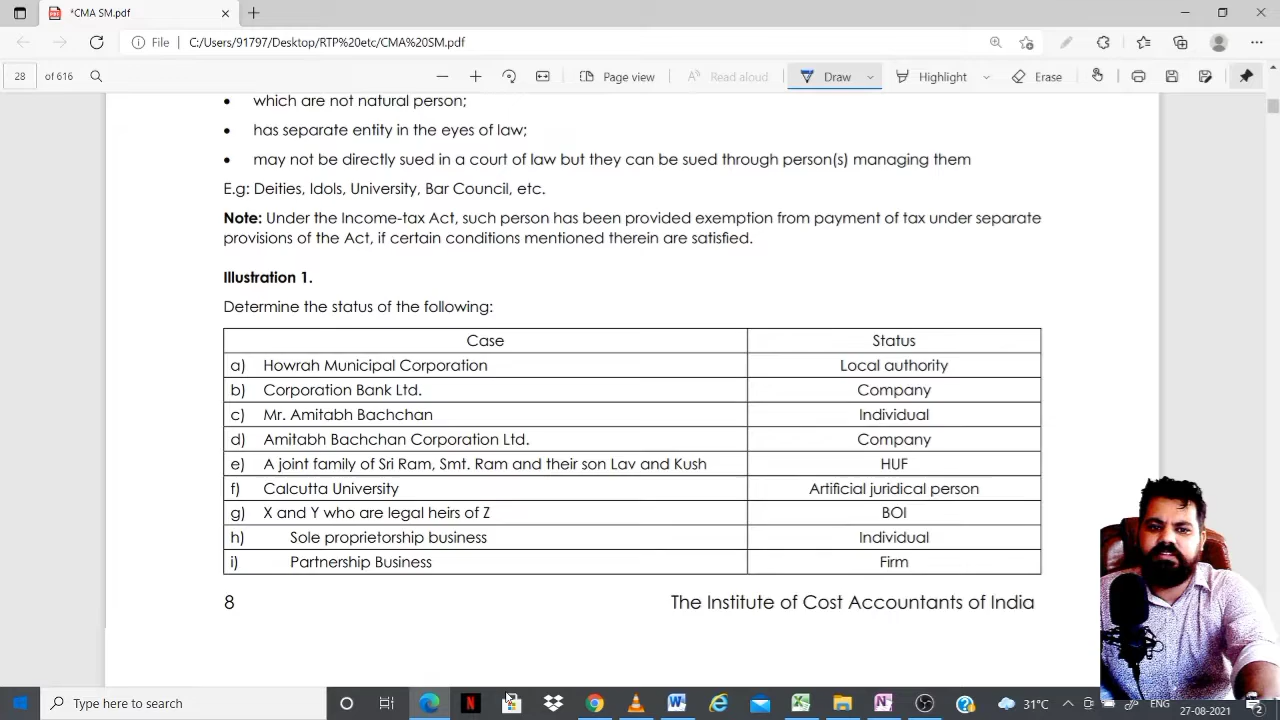 *CMA SM.pdf
File | C:/Users/91797/Desktop/RTP%20etc/CMA%20SM.pdf
28 of 616 Page view Read aloud Draw Highlight Erase
• which are not natural person;
• has separate entity in the eyes of law;
• may not be directly sued in a court of law but they can be sued through person(s) managing them
E.g: Deities, Idols, University, Bar Council, etc.
Note: Under the Income-tax Act, such person has been provided exemption from payment of tax under separate
provisions of the Act, if certain conditions mentioned therein are satisfied.
Illustration 1.
Determine the status of the following:
Case Status
a) Howrah Municipal Corporation Local authority
b) Corporation Bank Ltd. Company
c) Mr. Amitabh Bachchan Individual
d) Amitabh Bachchan Corporation Ltd. Company
e) A joint family of Sri Ram, Smt. Ram and their son Lav and Kush HUF
f) Calcutta University Artificial juridical person
g) X and Y who are legal heirs of Z BOI
h) Sole proprietorship business Individual
i) Partnership Business Firm
8 The Institute of Cost Accountants of India
Type here to search 31°C ENG
27-08-2021